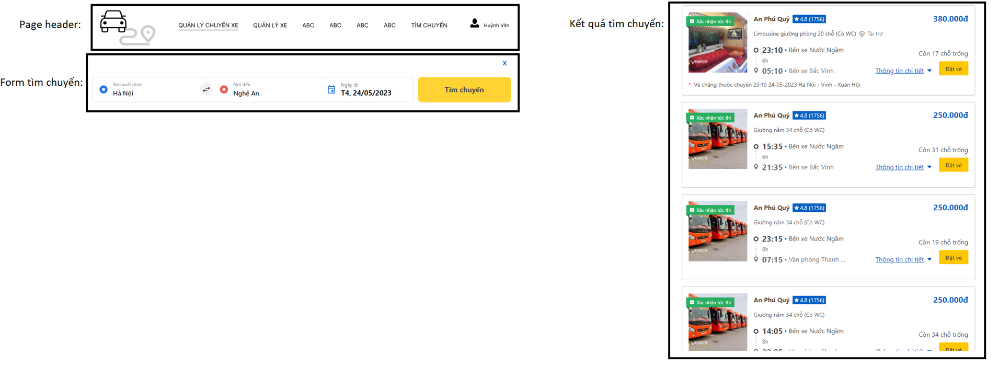 Page header:
QUẢN LÝ CHUYẾN XE
QUẢN LÝ XE
ABC
ABC
ABC
ABC
TÌM CHUYẾN
Huỳnh Văn
Form tìm chuyến:
X
Nơi xuất phát
Hà Nội
Nơi đến
Nghệ An
Ngày đi
T4, 24/05/2023
Tìm chuyến
Kết quả tìm chuyến:
Xác nhận tức thì
vexere
An Phú Quý ★ 4.8 (1756)
380.000đ
Limousine giường phòng 20 chỗ (Có WC) Tài trợ
23:10 • Bến xe Nước Ngầm
6h
05:10 • Bến xe Bắc Vinh
Còn 17 chỗ trống
Thông tin chi tiết
Đặt vé
* Vé chặng thuộc chuyến 23:10 24-05-2023 Hà Nội - Vinh - Xuân Hội
Xác nhận tức thì
vexere
An Phú Quý ★ 4.8 (1756)
250.000đ
Giường nằm 34 chỗ (Có WC)
15:35 • Bến xe Nước Ngầm
6h
21:35 • Bến xe Bắc Vinh
Còn 31 chỗ trống
Thông tin chi tiết
Đặt vé
Xác nhận tức thì
vexere
An Phú Quý ★ 4.8 (1756)
250.000đ
Giường nằm 34 chỗ (Có WC)
23:15 • Bến xe Nước Ngầm
8h
07:15 • Văn phòng Thanh ...
Còn 19 chỗ trống
Thông tin chi tiết
Đặt vé
Xác nhận tức thì
vexere
An Phú Quý ★ 4.8 (1756)
250.000đ
Giường nằm 34 chỗ (Có WC)
14:05 • Bến xe Nước Ngầm
8h
Còn 34 chỗ trống
Đặt vé